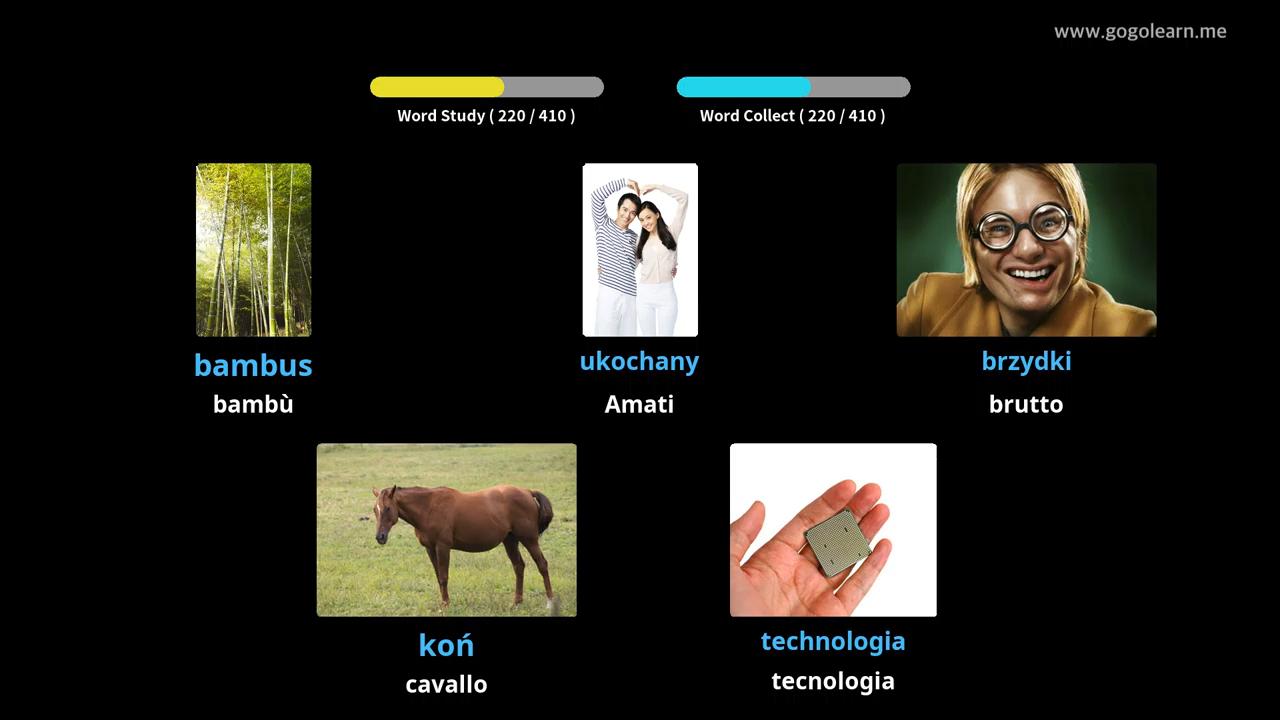 www.gogolearn.me
Word Study ( 220 / 410 )
Word Collect ( 220 / 410 )
bambus
bambù
ukochany
Amati
brzydki
brutto
koń
cavallo
technologia
tecnologia